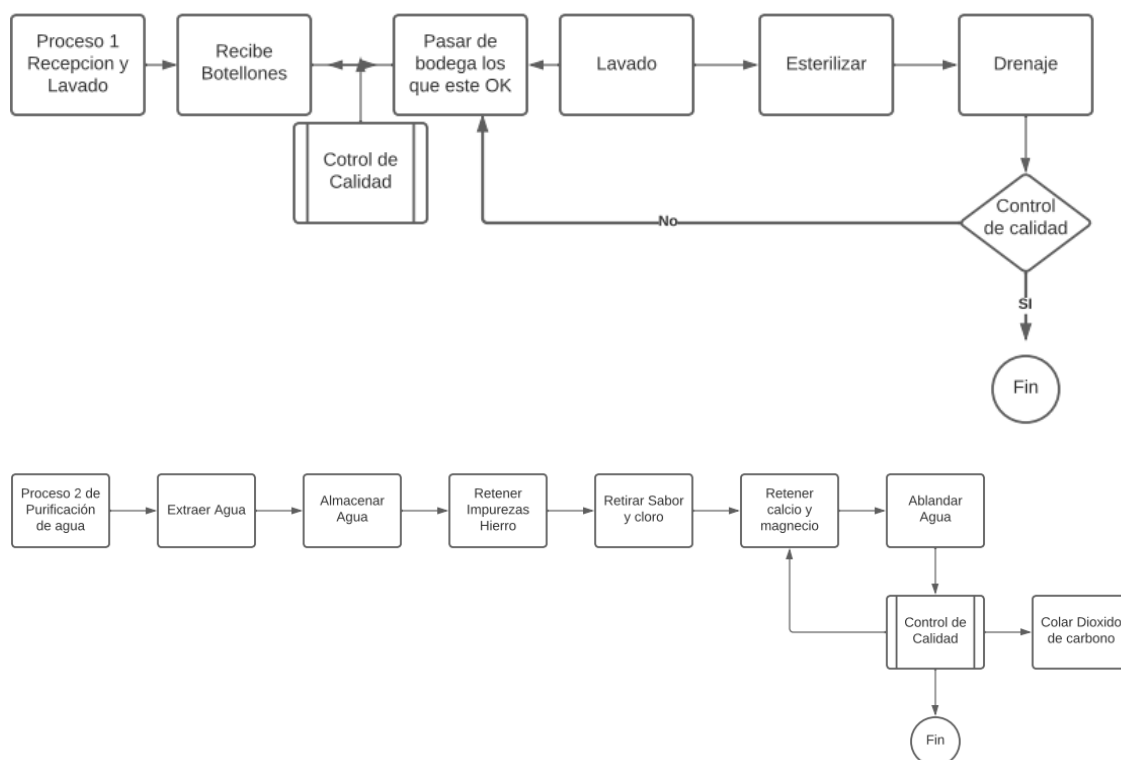 Proceso 1
Recepcion y
Lavado
Recibe
Botellones
Pasar de
bodega los
que este OK
Lavado
Esterilizar
Drenaje
Cotrol de
Calidad
Control
de calidad
No
SI
Fin
Proceso 2 de
Purificación
de agua
Extraer Agua
Almacenar
Agua
Retener
Impurezas
Hierro
Retirar Sabor
y cloro
Retener
calcio y
magnecio
Ablandar
Agua
Control de
Calidad
Colar Dioxido
de carbono
Fin